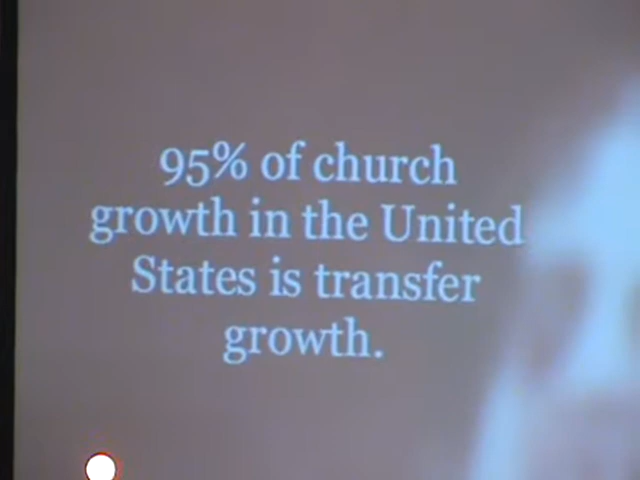 95% of church
growth in the United
States is transfer
growth.